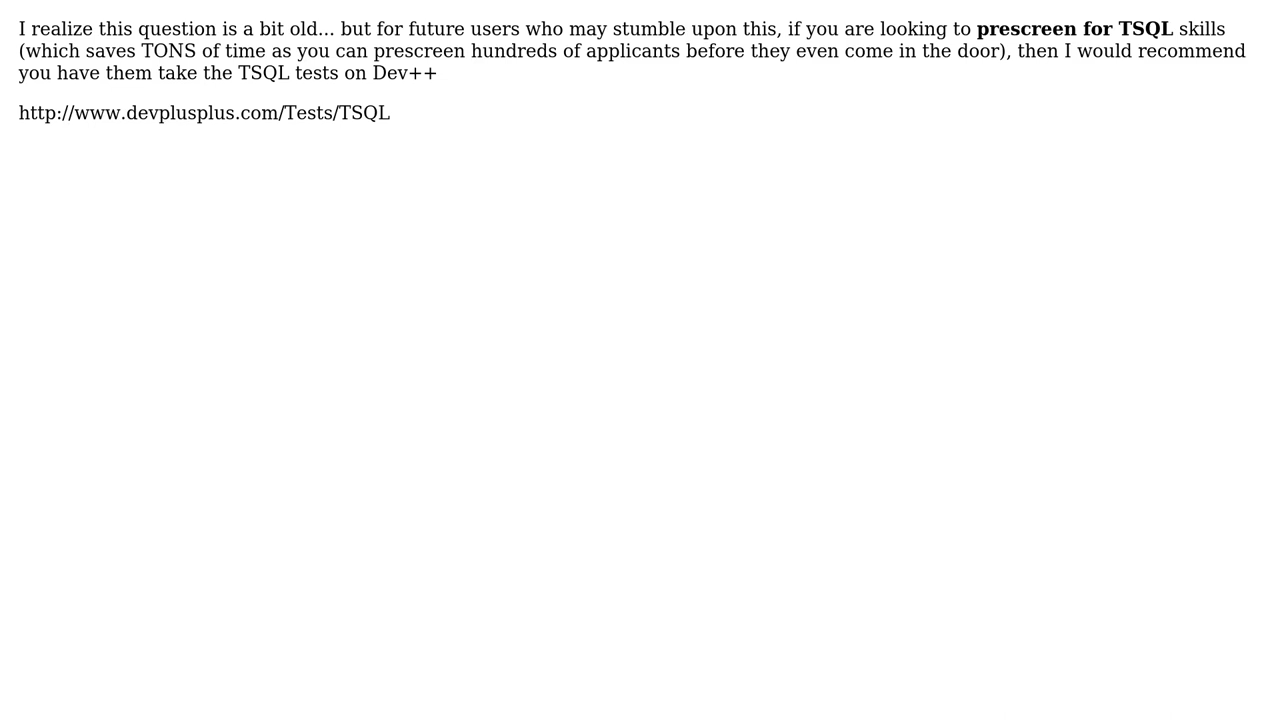 I realize this question is a bit old... but for future users who may stumble upon this, if you are looking to prescreen for TSQL skills
(which saves TONS of time as you can prescreen hundreds of applicants before they even come in the door), then I would recommend
you have them take the TSQL tests on Dev++
http://www.devplusplus.com/Tests/TSQL